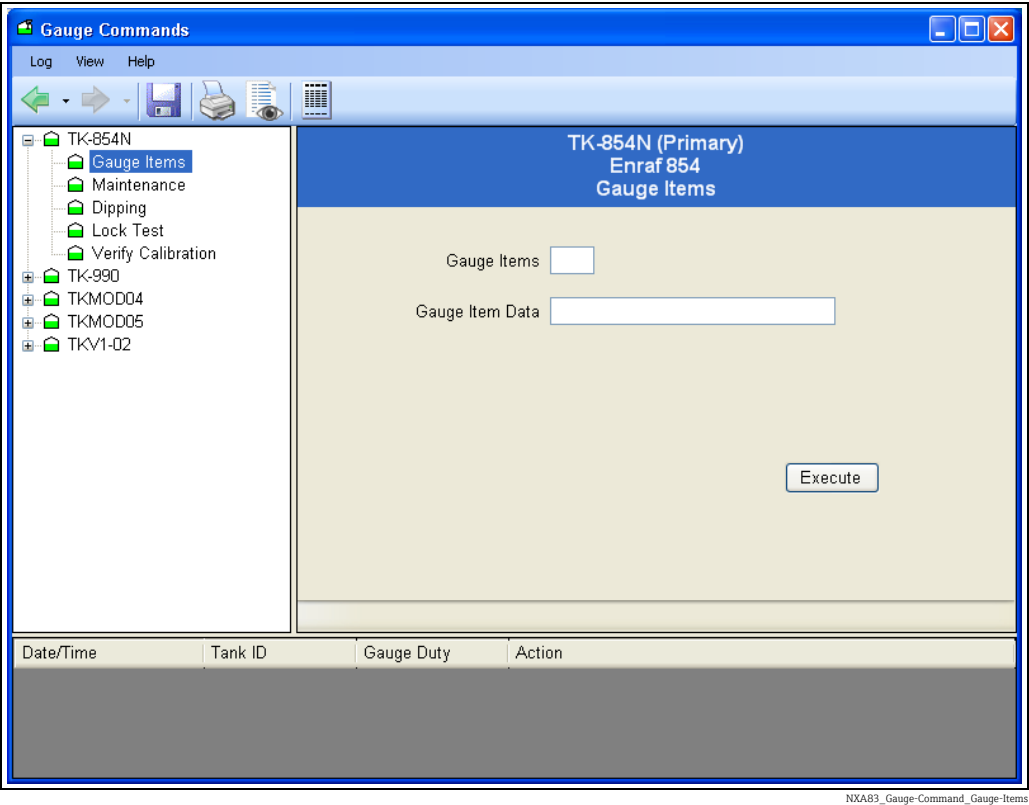 Gauge Commands
Log View Help
TK-854N
Gauge Items
Maintenance
Dipping
Lock Test
Verify Calibration
TK-990
TKMOD04
TKMOD05
TKV1-02
TK-854N (Primary)
Enraf 854
Gauge Items
Gauge Items
Gauge Item Data
Execute
Date/Time Tank ID Gauge Duty Action
NXA83_Gauge-Command_Gauge-Items